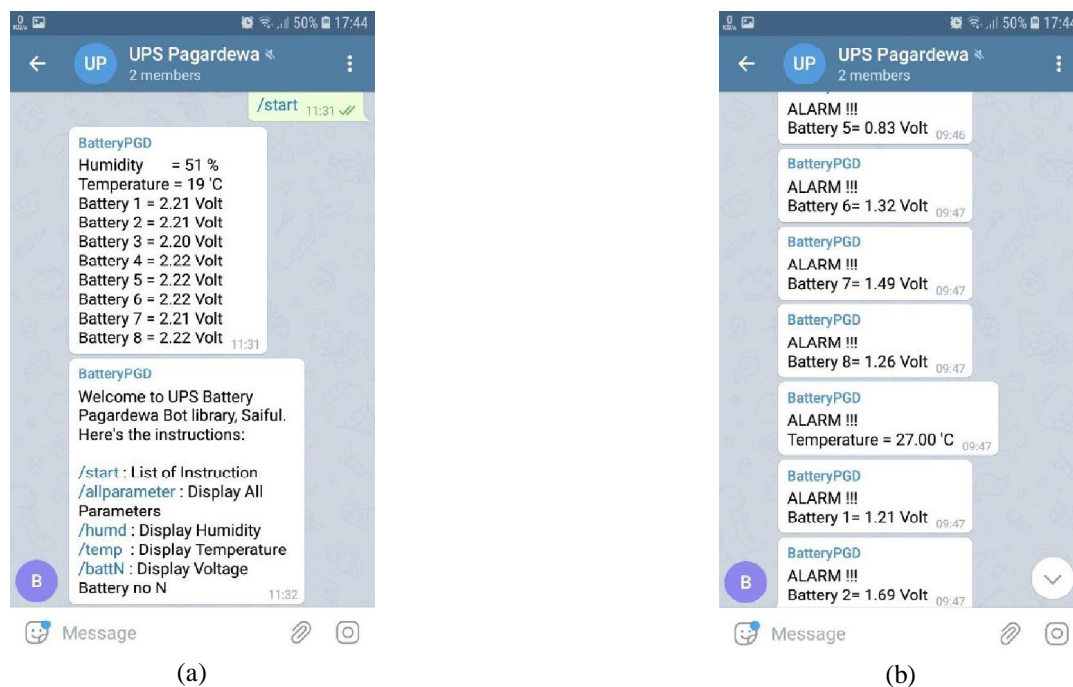 0 KB/s 50% 17:44
UP UPS Pagardewa
2 members
/start 11:31
BatteryPGD
Humidity = 51 %
Temperature = 19 'C
Battery 1 = 2.21 Volt
Battery 2 = 2.21 Volt
Battery 3 = 2.20 Volt
Battery 4 = 2.22 Volt
Battery 5 = 2.22 Volt
Battery 6 = 2.22 Volt
Battery 7 = 2.21 Volt
Battery 8 = 2.22 Volt 11:31
BatteryPGD
Welcome to UPS Battery
Pagardewa Bot library, Saiful.
Here's the instructions:
/start : List of Instruction
/allparameter : Display All
Parameters
/humd : Display Humidity
/temp : Display Temperature
/battN : Display Voltage
Battery no N 11:32
B
Message
(a)
0 KB/s 50% 17:44
UP UPS Pagardewa
2 members
ALARM !!!
Battery 5= 0.83 Volt 09:46
BatteryPGD
ALARM !!!
Battery 6= 1.32 Volt 09:47
BatteryPGD
ALARM !!!
Battery 7= 1.49 Volt 09:47
BatteryPGD
ALARM !!!
Battery 8= 1.26 Volt 09:47
BatteryPGD
ALARM !!!
Temperature = 27.00 'C 09:47
BatteryPGD
ALARM !!!
Battery 1= 1.21 Volt 09:47
BatteryPGD
ALARM !!!
Battery 2= 1.69 Volt 09:47
B
Message
(b)